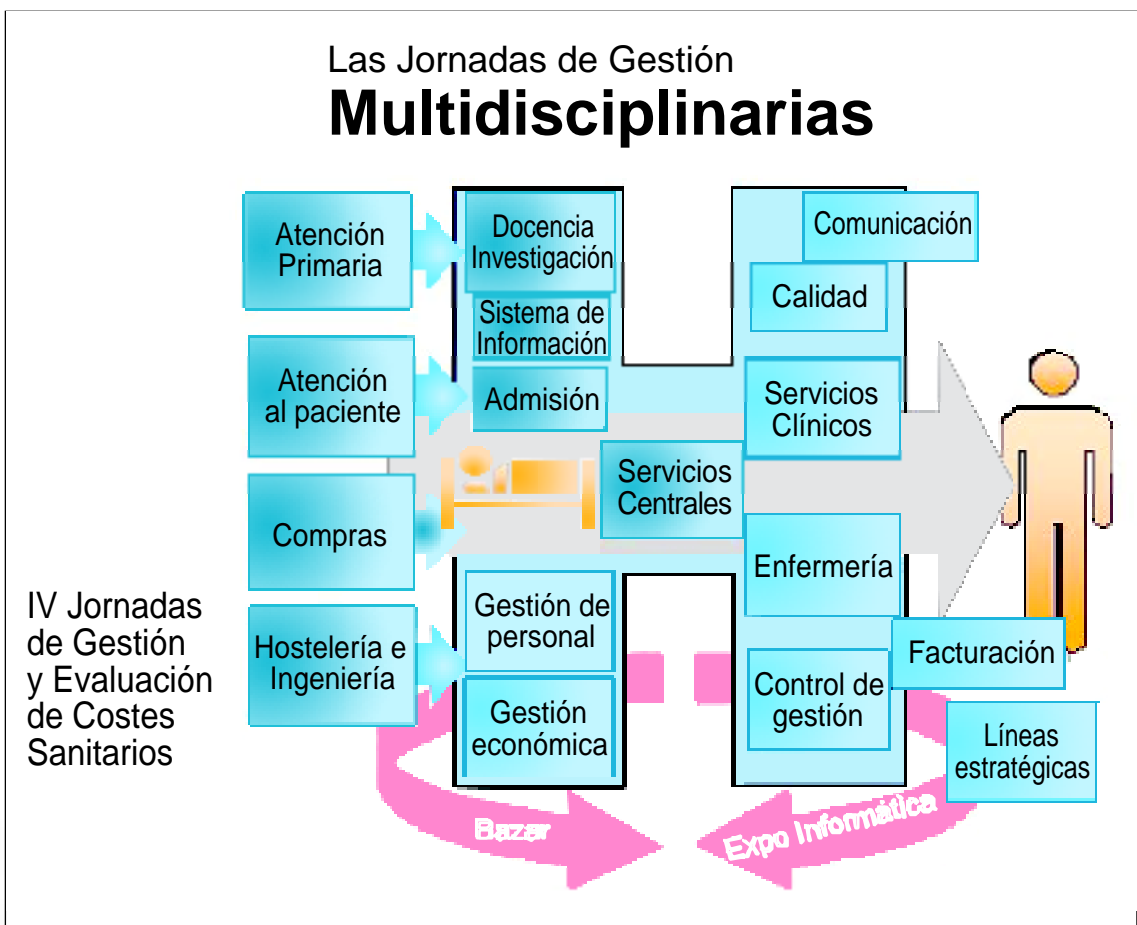 Las Jornadas de Gestión
Multidisciplinarias
Atención
Primaria
Docencia
Investigación
Comunicación
Calidad
Sistema de
Información
Atención
al paciente
Admisión
Servicios
Clínicos
Servicios
Centrales
Compras
Enfermería
IV Jornadas
de Gestión
y Evaluación
de Costes
Sanitarios
Hostelería e
Ingeniería
Gestión de
personal
Facturación
Gestión
económica
Control de
gestión
Líneas
estratégicas
Bazar
Expo Informática